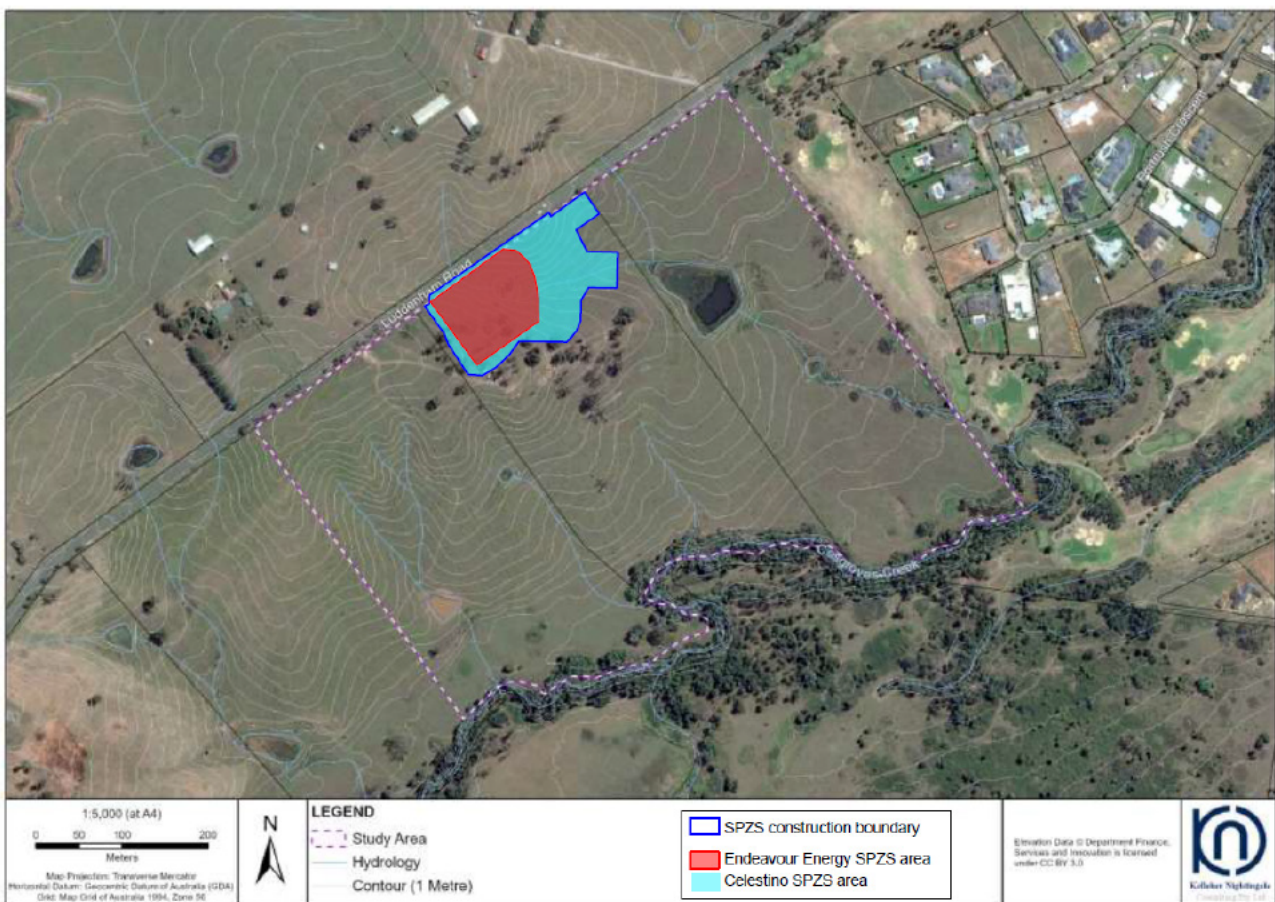 Luddenham Road
Cosgroves Creek
1:5,000 (at A4)
0 50 100 200
Meters
Map Projection: Transverse Mercator
Horizontal Datum: Geocentric Datum of Australia (GDA)
Grid: Map Grid of Australia 1994, Zone 56
N
LEGEND
Study Area
Hydrology
Contour (1 Metre)
SPZS construction boundary
Endeavour Energy SPZS area
Celestino SPZS area
Elevation Data © Department Finance,
Services and Innovation is licensed
under CC BY 3.0
Kelleher Nightingale
Consulting Pty Ltd